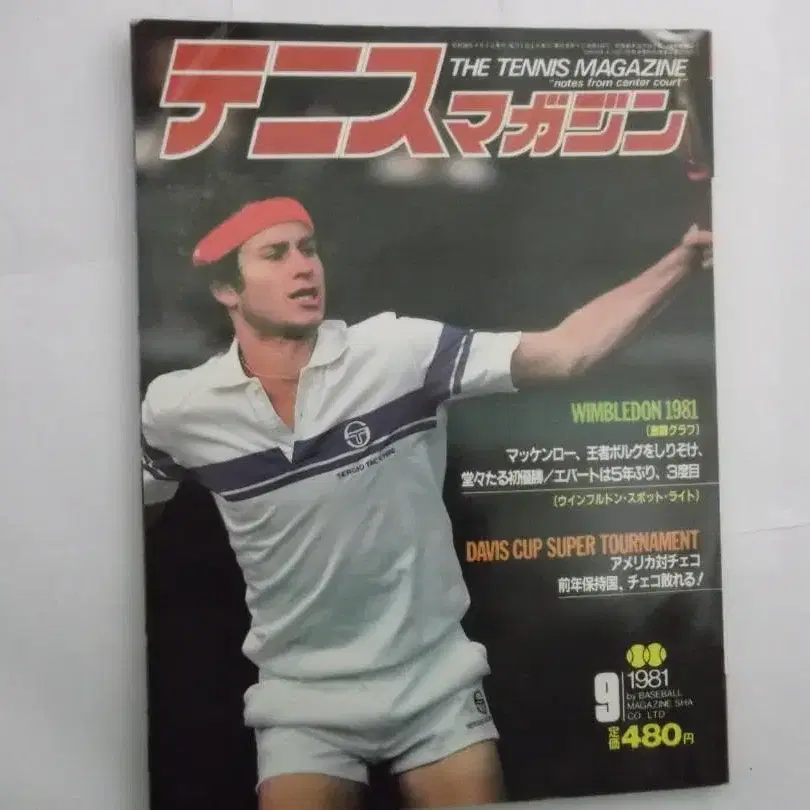 THE TENNIS MAGAZINE
"notes from center court"
テニスマガジン
WIMBLEDON 1981
(速報グラフ)
マッケンロー、王者ボルグをしりぞけ、
堂々たる初優勝/エバートは5年ぶり、3度目
(ウインブルドン・スポット・ライト)
DAVIS CUP SUPER TOURNAMENT
アメリカ対チェコ
前年保持国、チェコ敗れる!
SERGIO TACCHINI
9
1981
by BASEBALL
MAGAZINE SHA
CO., LTD
定価480円